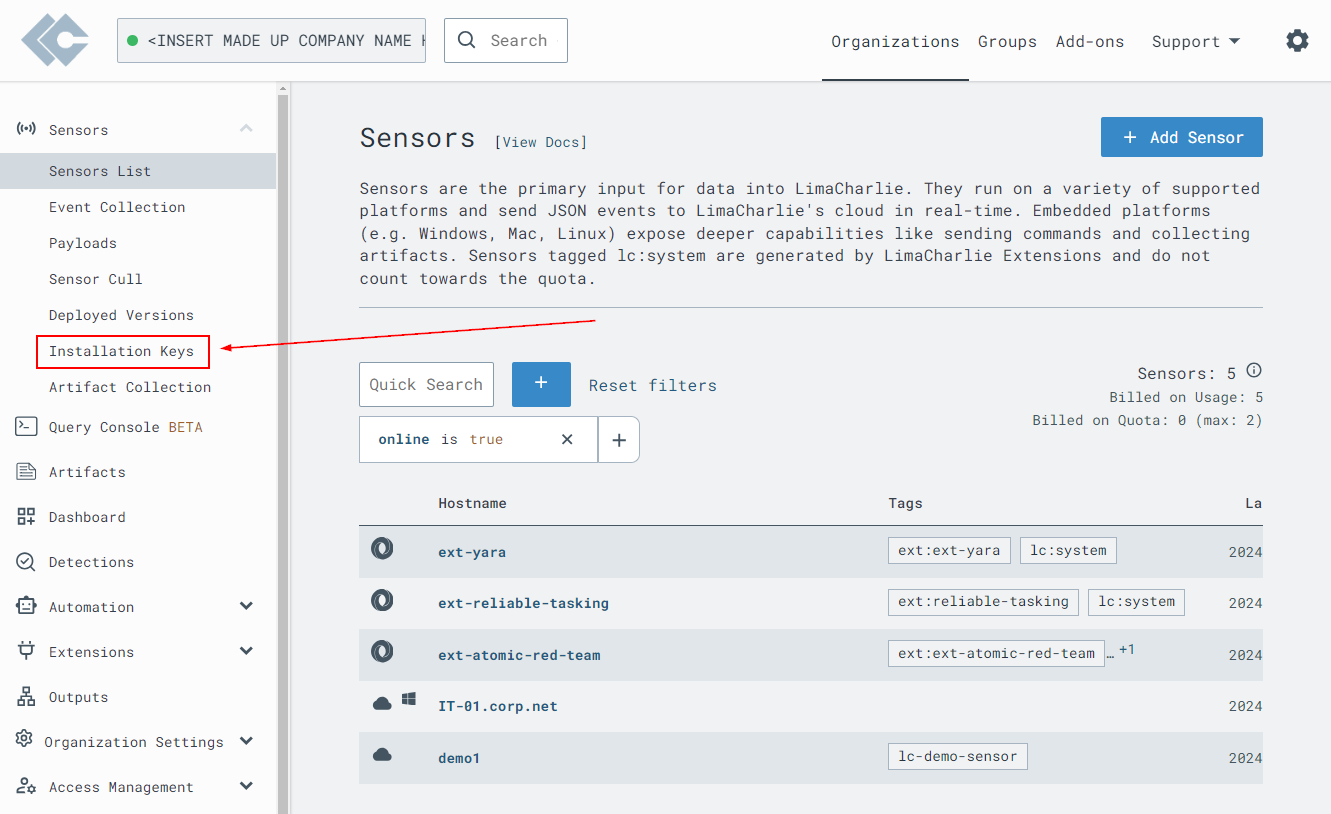 <INSERT MADE UP COMPANY NAME
Search
Organizations
Groups
Add-ons
Support
Sensors
Sensors List
Event Collection
Payloads
Sensor Cull
Deployed Versions
Installation Keys
Artifact Collection
Query Console BETA
Artifacts
Dashboard
Detections
Automation
Extensions
Outputs
Organization Settings
Access Management
Sensors [View Docs]
+ Add Sensor
Sensors are the primary input for data into LimaCharlie. They run on a variety of supported
platforms and send JSON events to LimaCharlie's cloud in real-time. Embedded platforms
(e.g. Windows, Mac, Linux) expose deeper capabilities like sending commands and collecting
artifacts. Sensors tagged lc:system are generated by LimaCharlie Extensions and do not
count towards the quota.
Quick Search
+
Reset filters
Sensors: 5
Billed on Usage: 5
Billed on Quota: 0 (max: 2)
online is true
+
Hostname Tags La
ext-yara ext:ext-yara lc:system 2024
ext-reliable-tasking ext:reliable-tasking lc:system 2024
ext-atomic-red-team ext:ext-atomic-red-team … +1 2024
IT-01.corp.net 2024
demo1 lc-demo-sensor 2024